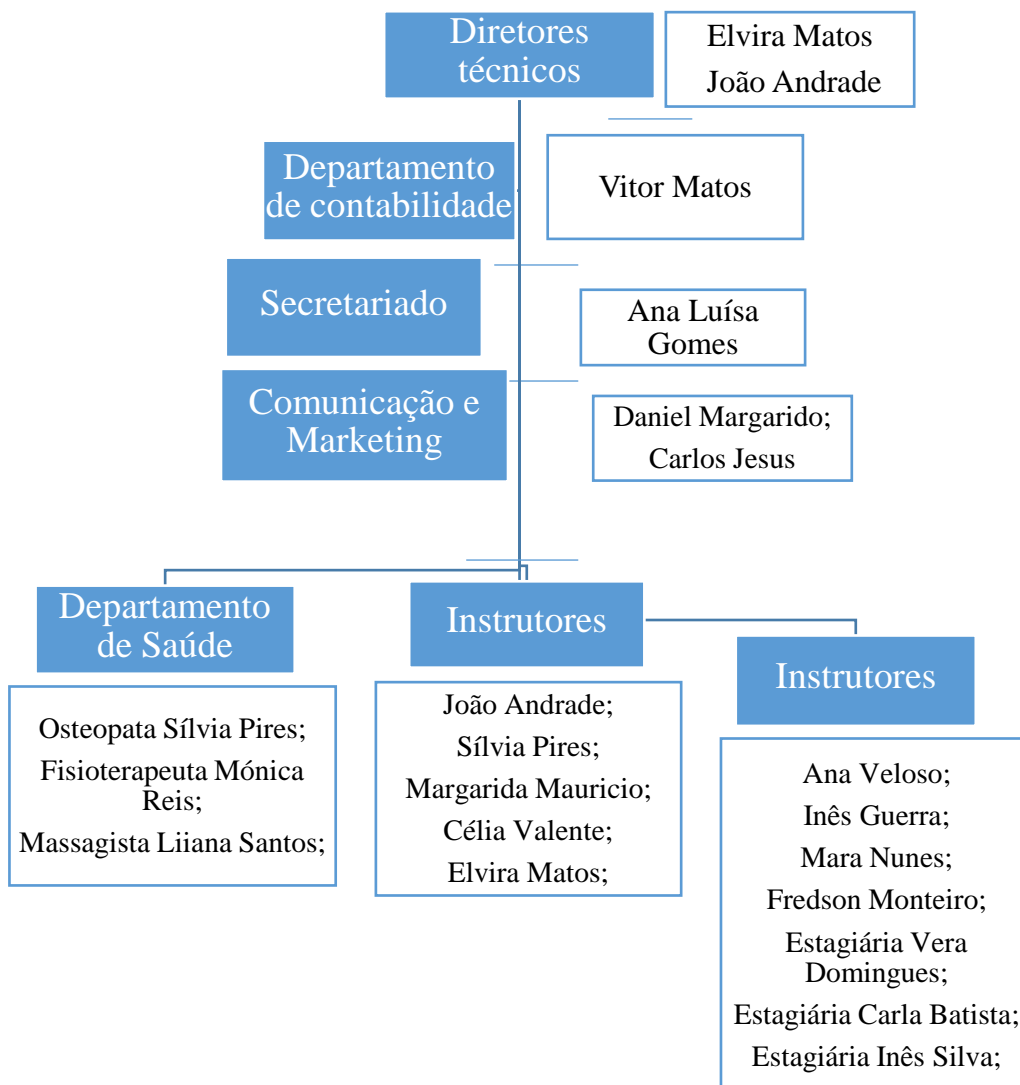 Diretores
técnicos
Elvira Matos
João Andrade
Departamento
de contabilidade
Vitor Matos
Secretariado
Ana Luísa
Gomes
Comunicação e
Marketing
Daniel Margarido;
Carlos Jesus
Departamento
de Saúde
Osteopata Sílvia Pires;
Fisioterapeuta Mónica
Reis;
Massagista Liiana Santos;
Instrutores
João Andrade;
Sílvia Pires;
Margarida Mauricio;
Célia Valente;
Elvira Matos;
Instrutores
Ana Veloso;
Inês Guerra;
Mara Nunes;
Fredson Monteiro;
Estagiária Vera
Domingues;
Estagiária Carla Batista;
Estagiária Inês Silva;